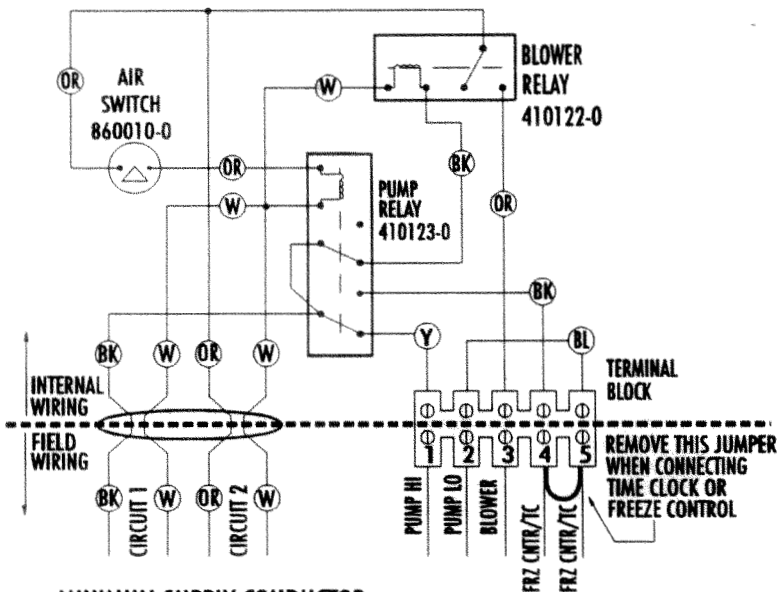 OR
AIR
SWITCH
860010-0
W
BLOWER
RELAY
410122-0
OR
BK
W
PUMP
RELAY
410123-0
OR
BK
Y
BL
BK
W
OR
W
INTERNAL
WIRING
TERMINAL
BLOCK
FIELD
WIRING
1
2
3
4
5
REMOVE THIS JUMPER
WHEN CONNECTING
TIME CLOCK OR
FREEZE CONTROL
BK
CIRCUIT 1
W
OR
CIRCUIT 2
W
PUMP HI
PUMP LO
BLOWER
FRZ CNTR/TC
FRZ CNTR/TC